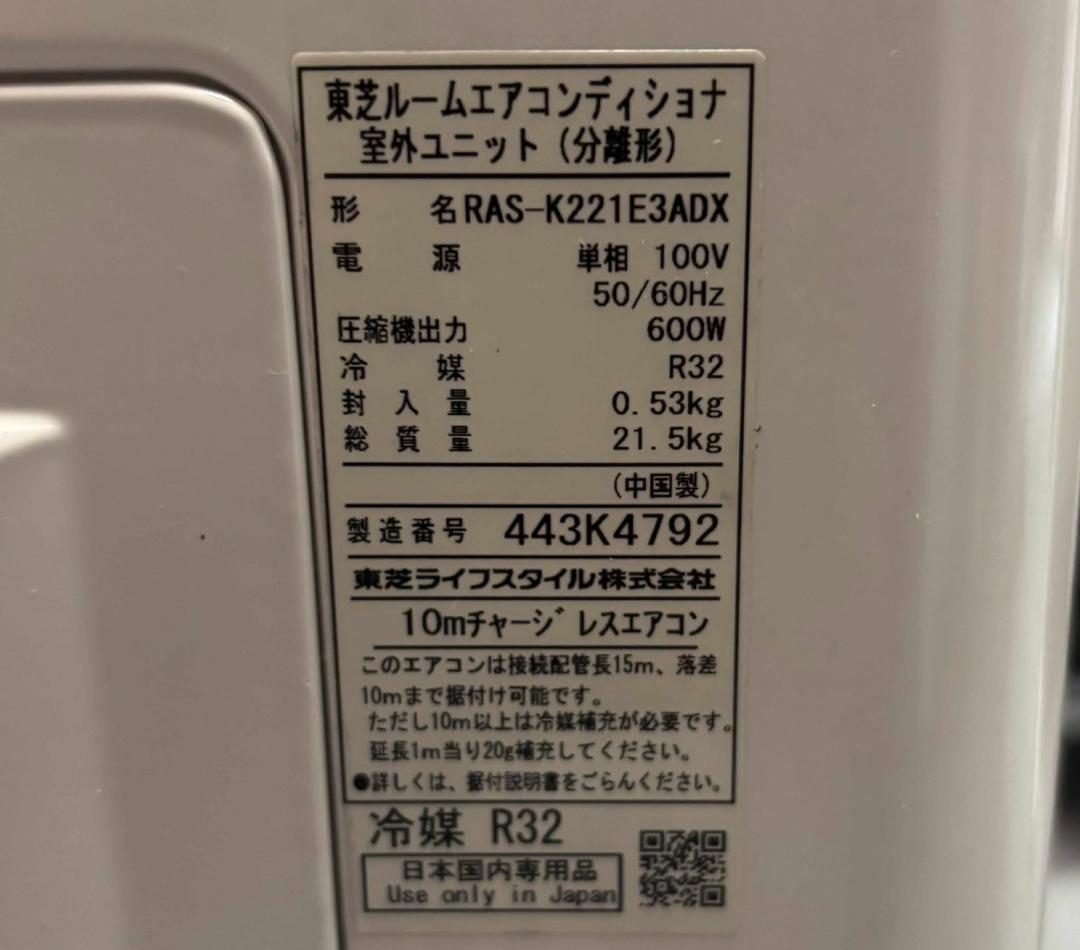 東芝ルームエアコンディショナ
室外ユニット（分離形）
形 名 RAS-K221E3ADX
電 源 単相 100V
50/60Hz
圧縮機出力 600W
冷 媒 R32
封 入 量 0.53kg
総 質 量 21.5kg
（中国製）
製造番号 443K4792
東芝ライフスタイル株式会社
10mチャージレスエアコン
このエアコンは接続配管長15m、落差
10mまで据付け可能です。
ただし10m以上は冷媒補充が必要です。
延長1m当り20g補充してください。
●詳しくは、据付説明書をごらんください。
冷媒 R32
日本国内専用品
Use only in Japan